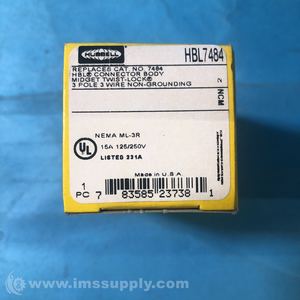 HUBBELL
HBL7484
REPLACES CAT. NO. 7484
HBL® CONNECTOR BODY
MIDGET TWIST-LOCK®
3 POLE 3 WIRE NON-GROUNDING
2 NCM
UL
NEMA ML-3R
15A 125/250V
LISTED 231A
Made in U.S.A.
1
PC 7 83585 23738 1
© www.imssupply.com